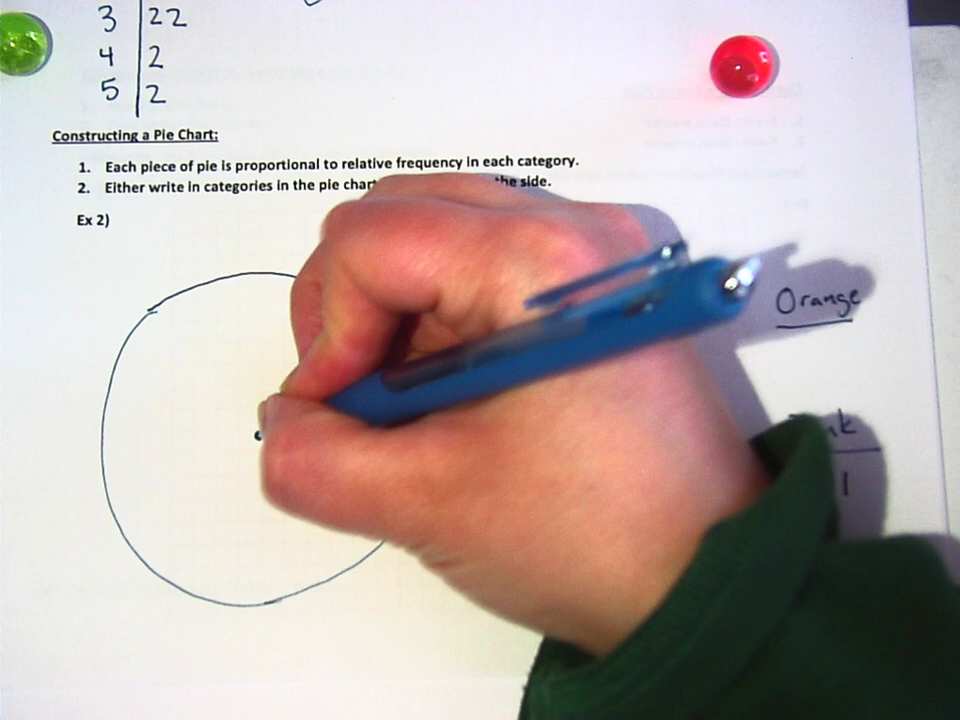 3 | 22
4 | 2
5 | 2
Constructing a Pie Chart:
1. Each piece of pie is proportional to relative frequency in each category.
2. Either write in categories in the pie the side.
Ex 2)
Orange
1